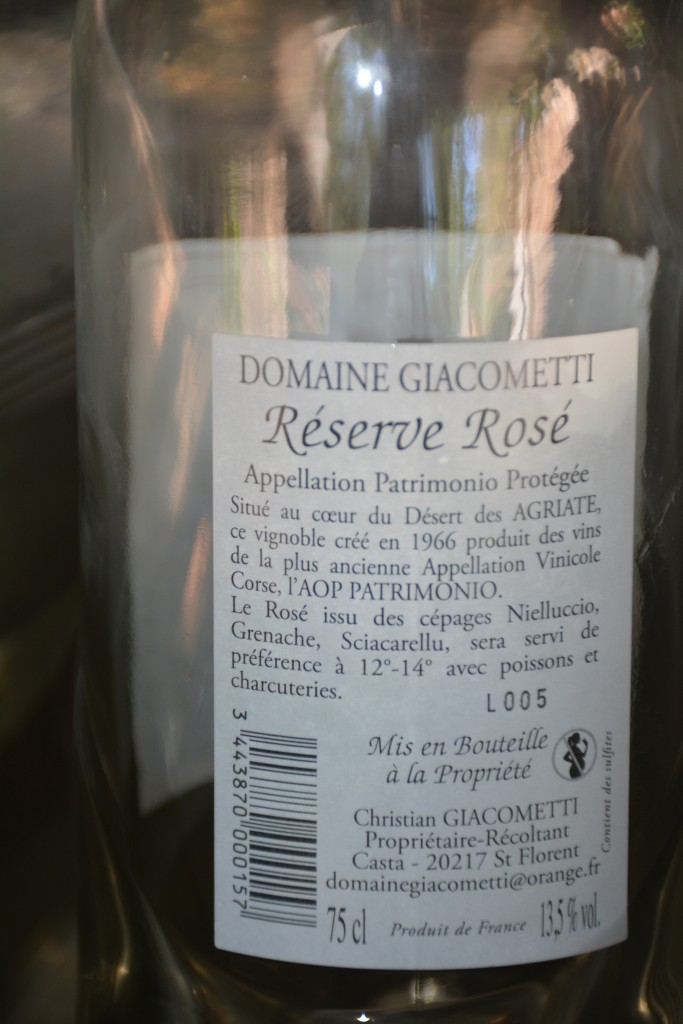 DOMAINE GIACOMETTI
Réserve Rosé
Appellation Patrimonio Protégée
Situé au cœur du Désert des AGRIATE,
ce vignoble créé en 1966 produit des vins
de la plus ancienne Appellation Vinicole
Corse, l'AOP PATRIMONIO.
Le Rosé issu des cépages Nielluccio,
Grenache, Sciacarellu, sera servi de
préférence à 12°-14° avec poissons et
charcuteries.
L005
Mis en Bouteille
à la Propriété
Contient des sulfites
Christian GIACOMETTI
Propriétaire-Récoltant
Casta - 20217 St Florent
domainegiacometti@orange.fr
3 443870 000157
75 cl
Produit de France
13,5 % vol.